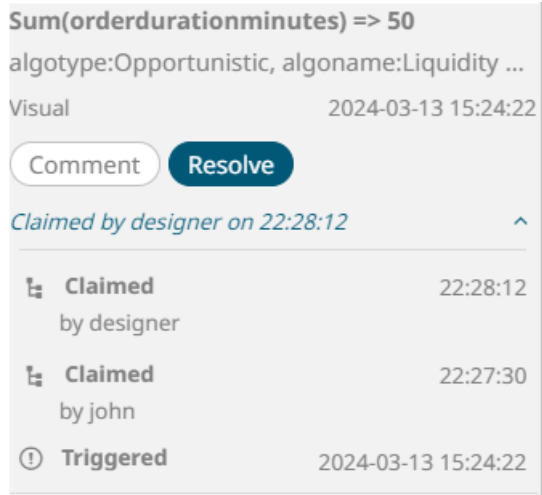 Sum(orderdurationminutes) => 50
algotype:Opportunistic, algoname:Liquidity ...
Visual 2024-03-13 15:24:22
Comment Resolve
Claimed by designer on 22:28:12
Claimed 22:28:12
by designer
Claimed 22:27:30
by john
Triggered 2024-03-13 15:24:22